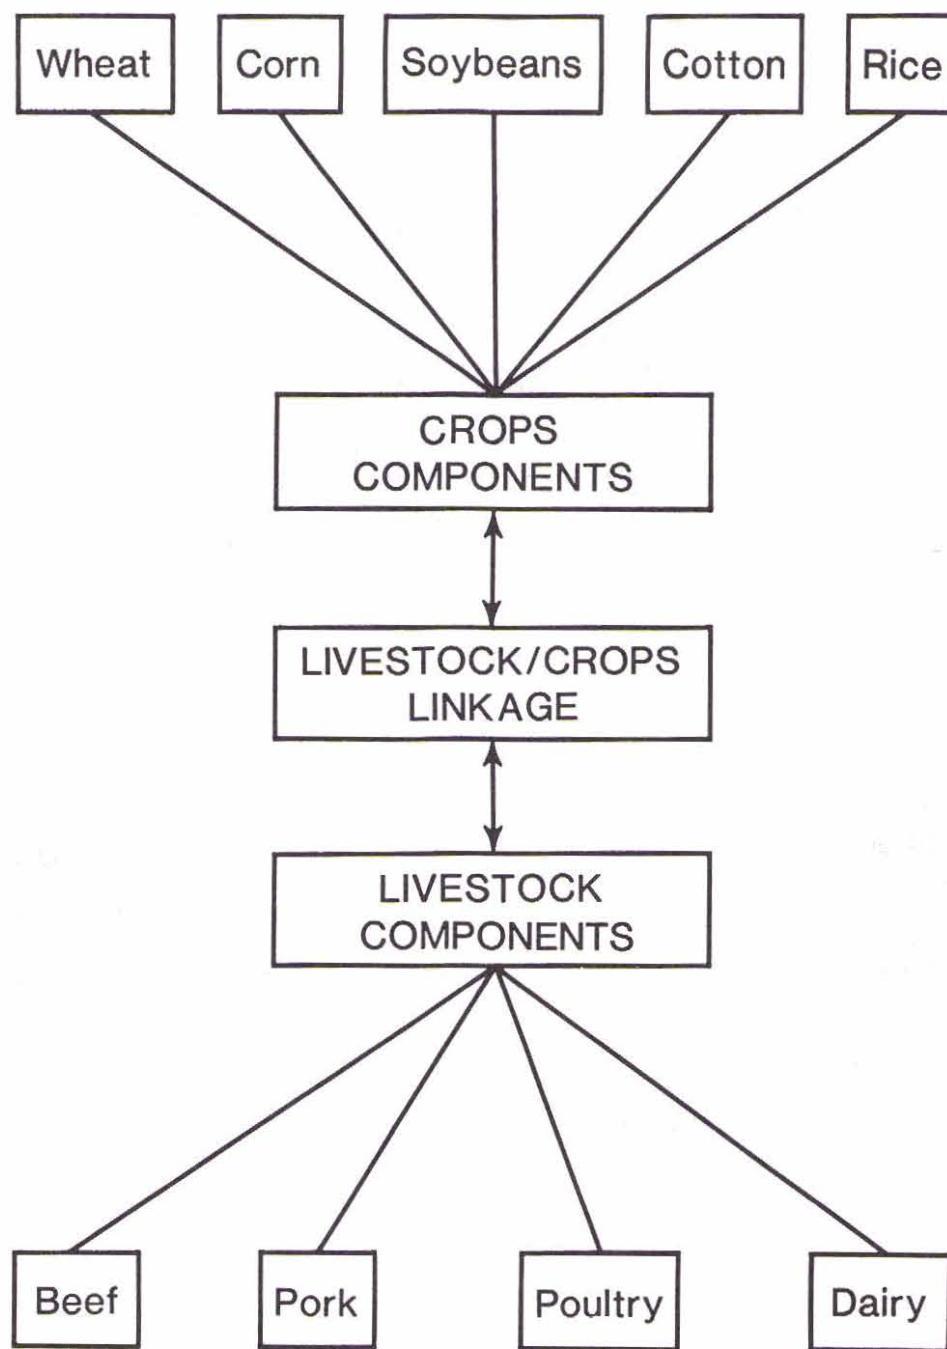 Wheat
Corn
Soybeans
Cotton
Rice
CROPS
COMPONENTS
LIVESTOCK/CROPS
LINKAGE
LIVESTOCK
COMPONENTS
Beef
Pork
Poultry
Dairy